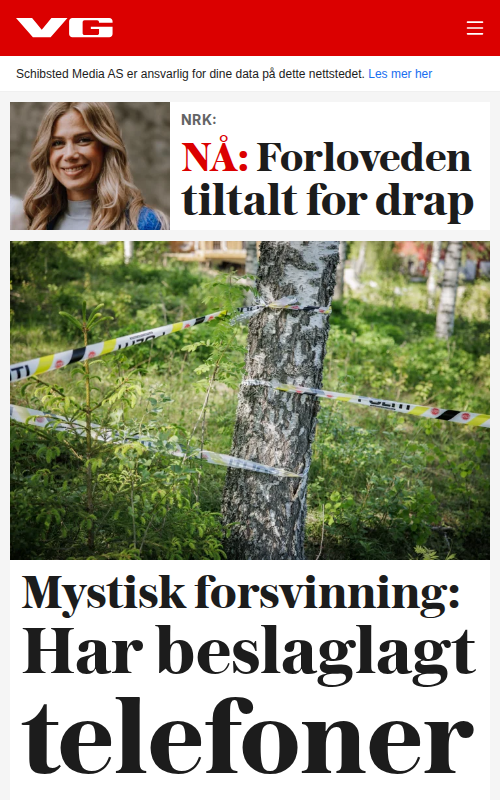 VG
Schibsted Media AS er ansvarlig for dine data på dette nettstedet. Les mer her
NRK:
NÅ: Forloveden
tiltalt for drap
POLITI
Mystisk forsvinning:
Har beslaglagt
telefoner